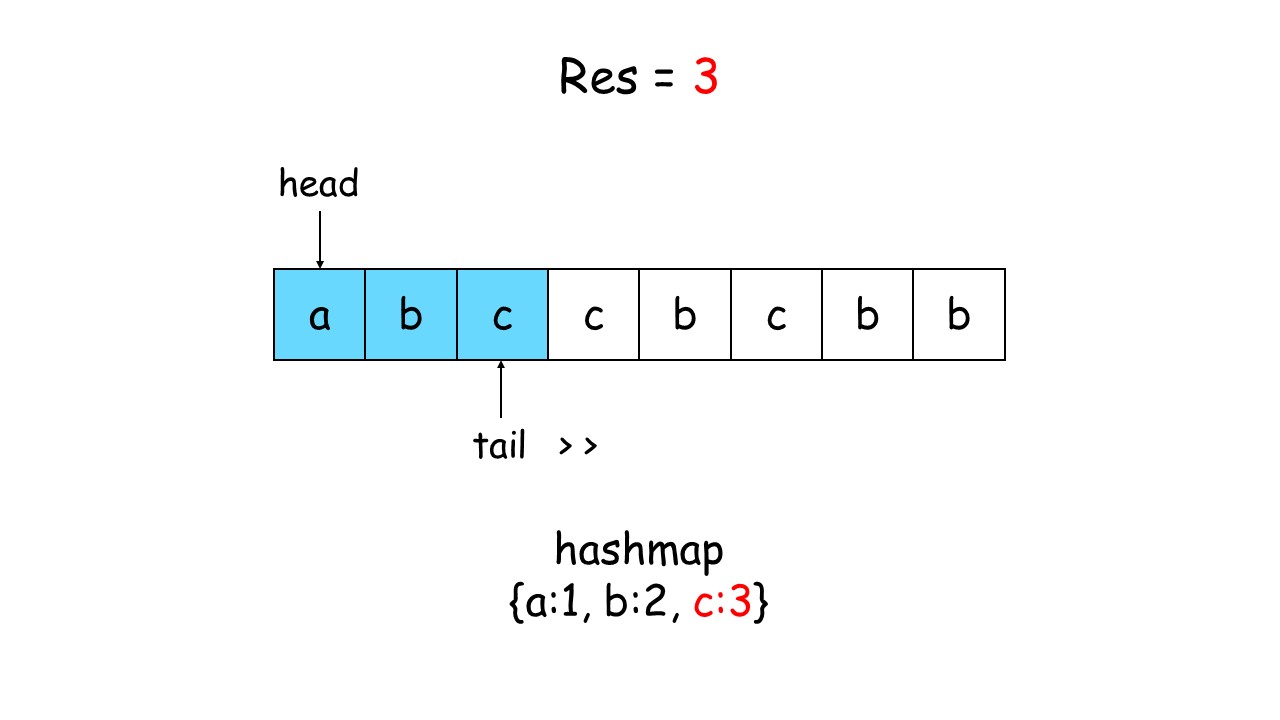 Res = 3
head
a b c c b c b b
tail >>
hashmap
{a:1, b:2, c:3}